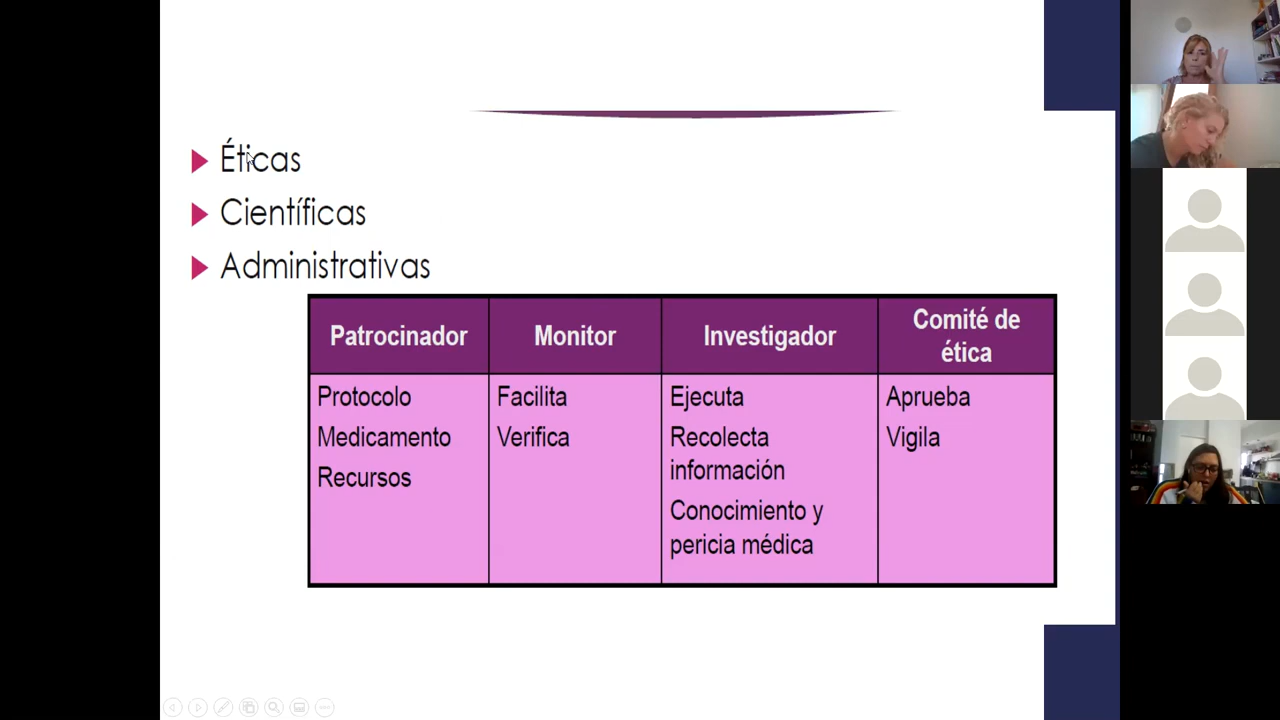 Éticas
Científicas
Administrativas
Patrocinador
Monitor
Investigador
Comité de
ética
Protocolo
Medicamento
Recursos
Facilita
Verifica
Ejecuta
Recolecta
información
Conocimiento y
pericia médica
Aprueba
Vigila